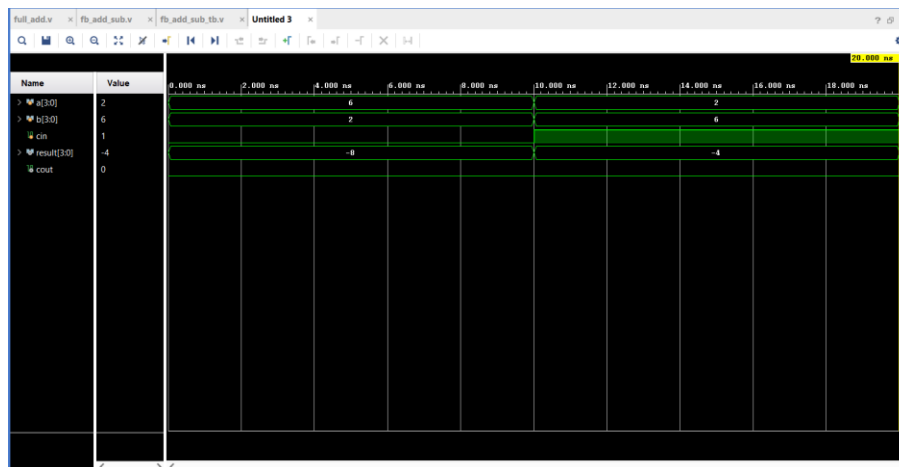 full_add.v × fb_add_sub.v × fb_add_sub_tb.v × Untitled 3 × ?
20.000 ns
Name Value 0.000 ns 2.000 ns 4.000 ns 6.000 ns 8.000 ns 10.000 ns 12.000 ns 14.000 ns 16.000 ns 18.000 ns
> a[3:0] 2 6 2
> b[3:0] 6 2 6
cin 1
> result[3:0] -4 -8 -4
cout 0